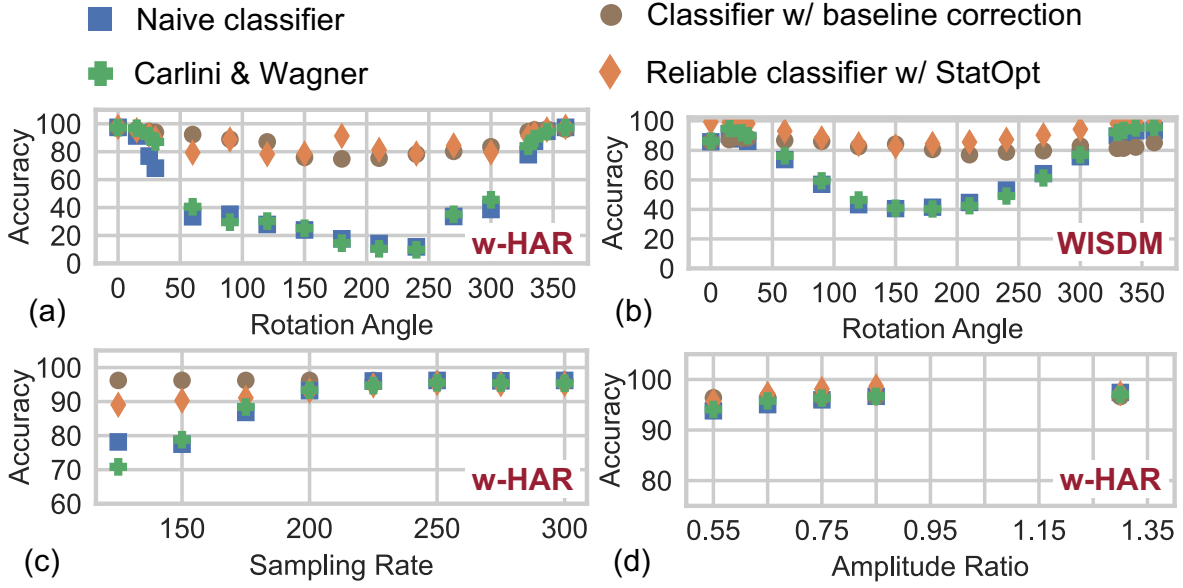 Naive classifier
Classifier w/ baseline correction
Carlini & Wagner
Reliable classifier w/ StatOpt
Accuracy
100
80
60
40
20
0
w-HAR
0 50 100 150 200 250 300 350
(a)
Rotation Angle
Accuracy
100
80
60
40
20
0
WISDM
0 50 100 150 200 250 300 350
(b)
Rotation Angle
Accuracy
100
90
80
70
60
w-HAR
150 200 250 300
(c)
Sampling Rate
Accuracy
100
90
80
w-HAR
0.55 0.75 0.95 1.15 1.35
(d)
Amplitude Ratio